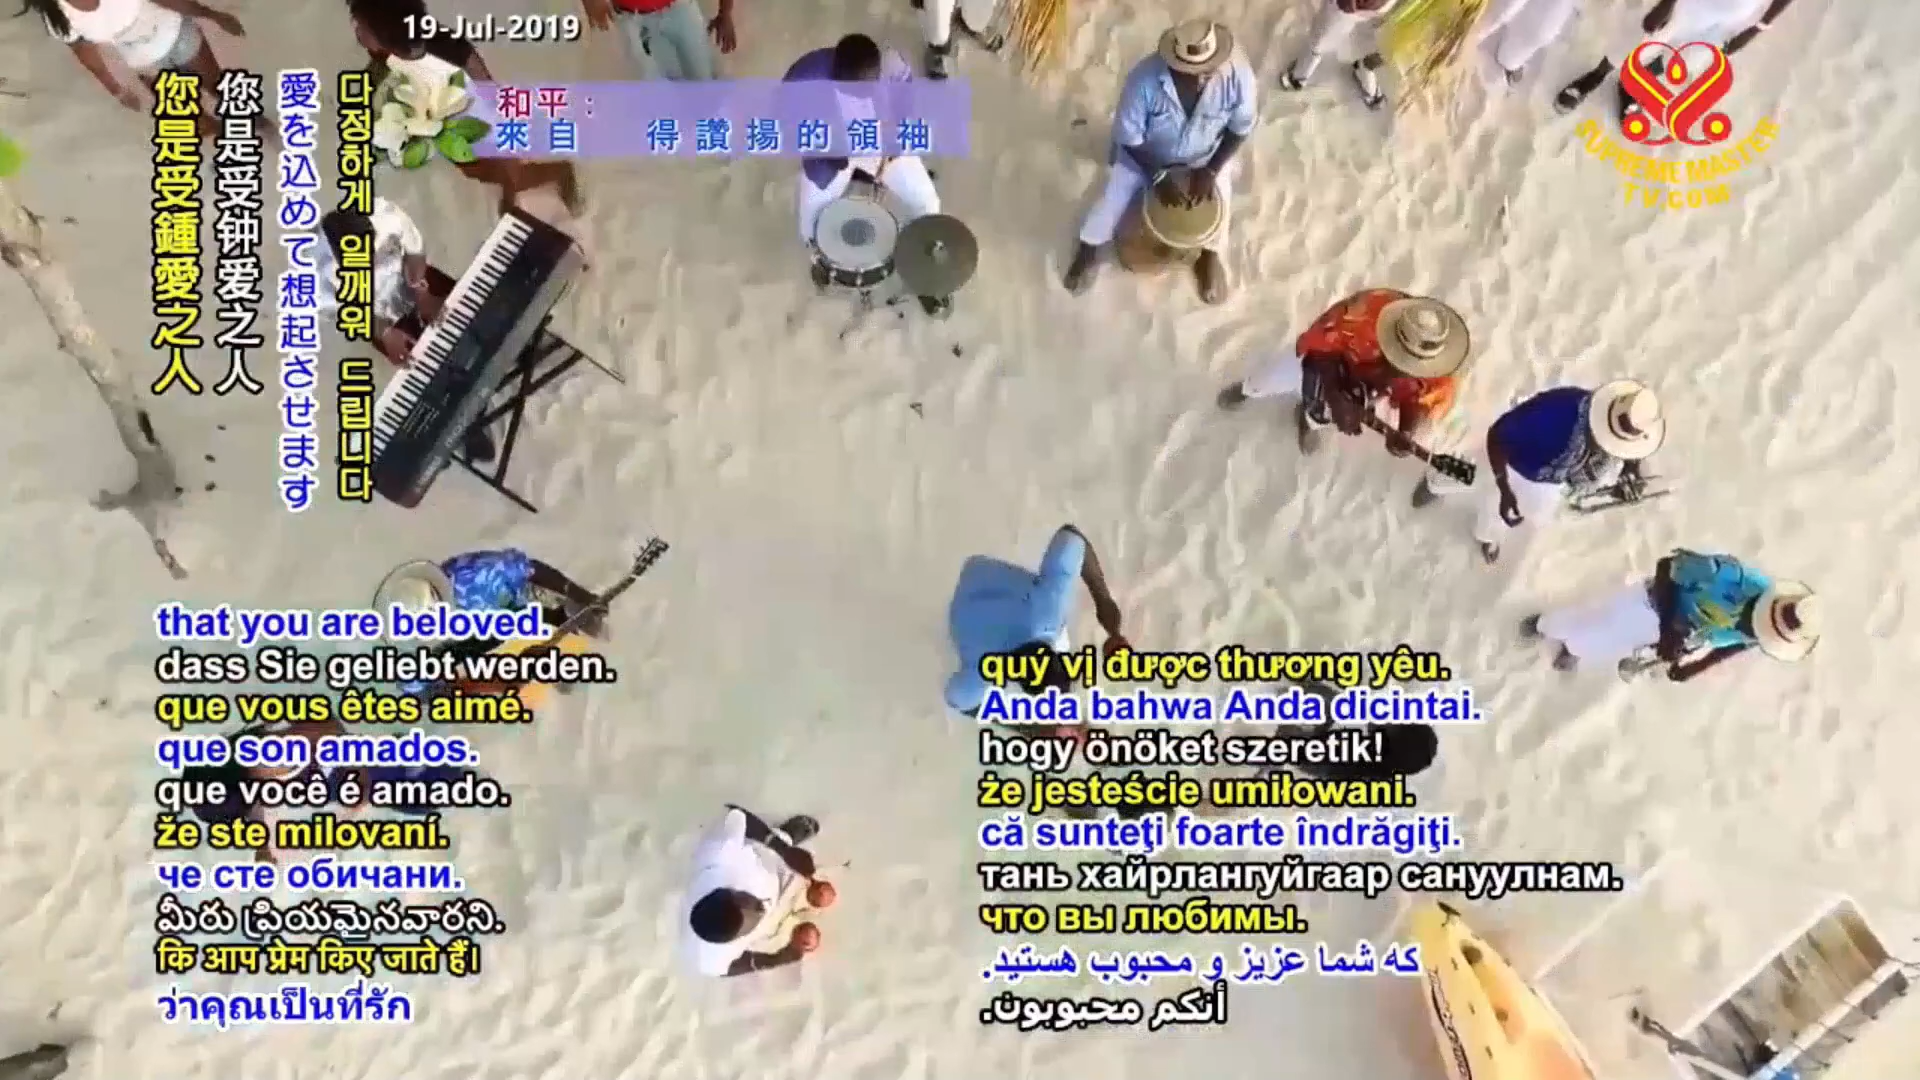 19-Jul-2019
和平：
來自 得讚揚的領袖
SUPREME MASTER
TV.COM
您是受鍾愛之人
您是受钟爱之人
愛を込めて想起させます
다정하게 일깨워 드립니다
that you are beloved.
dass Sie geliebt werden.
que vous êtes aimé.
que son amados.
que você é amado.
že ste milovaní.
че сте обичани.
మీరు ప్రియమైనవారని.
कि आप प्रेम किए जाते हैं।
ว่าคุณเป็นที่รัก
quý vị được thương yêu.
Anda bahwa Anda dicintai.
hogy önöket szeretik!
że jesteście umiłowani.
că sunteţi foarte îndrăgiţi.
тань хайрлангуйгаар сануулнам.
что вы любимы.
که شما عزیز و محبوب هستید.
أنكم محبوبون.